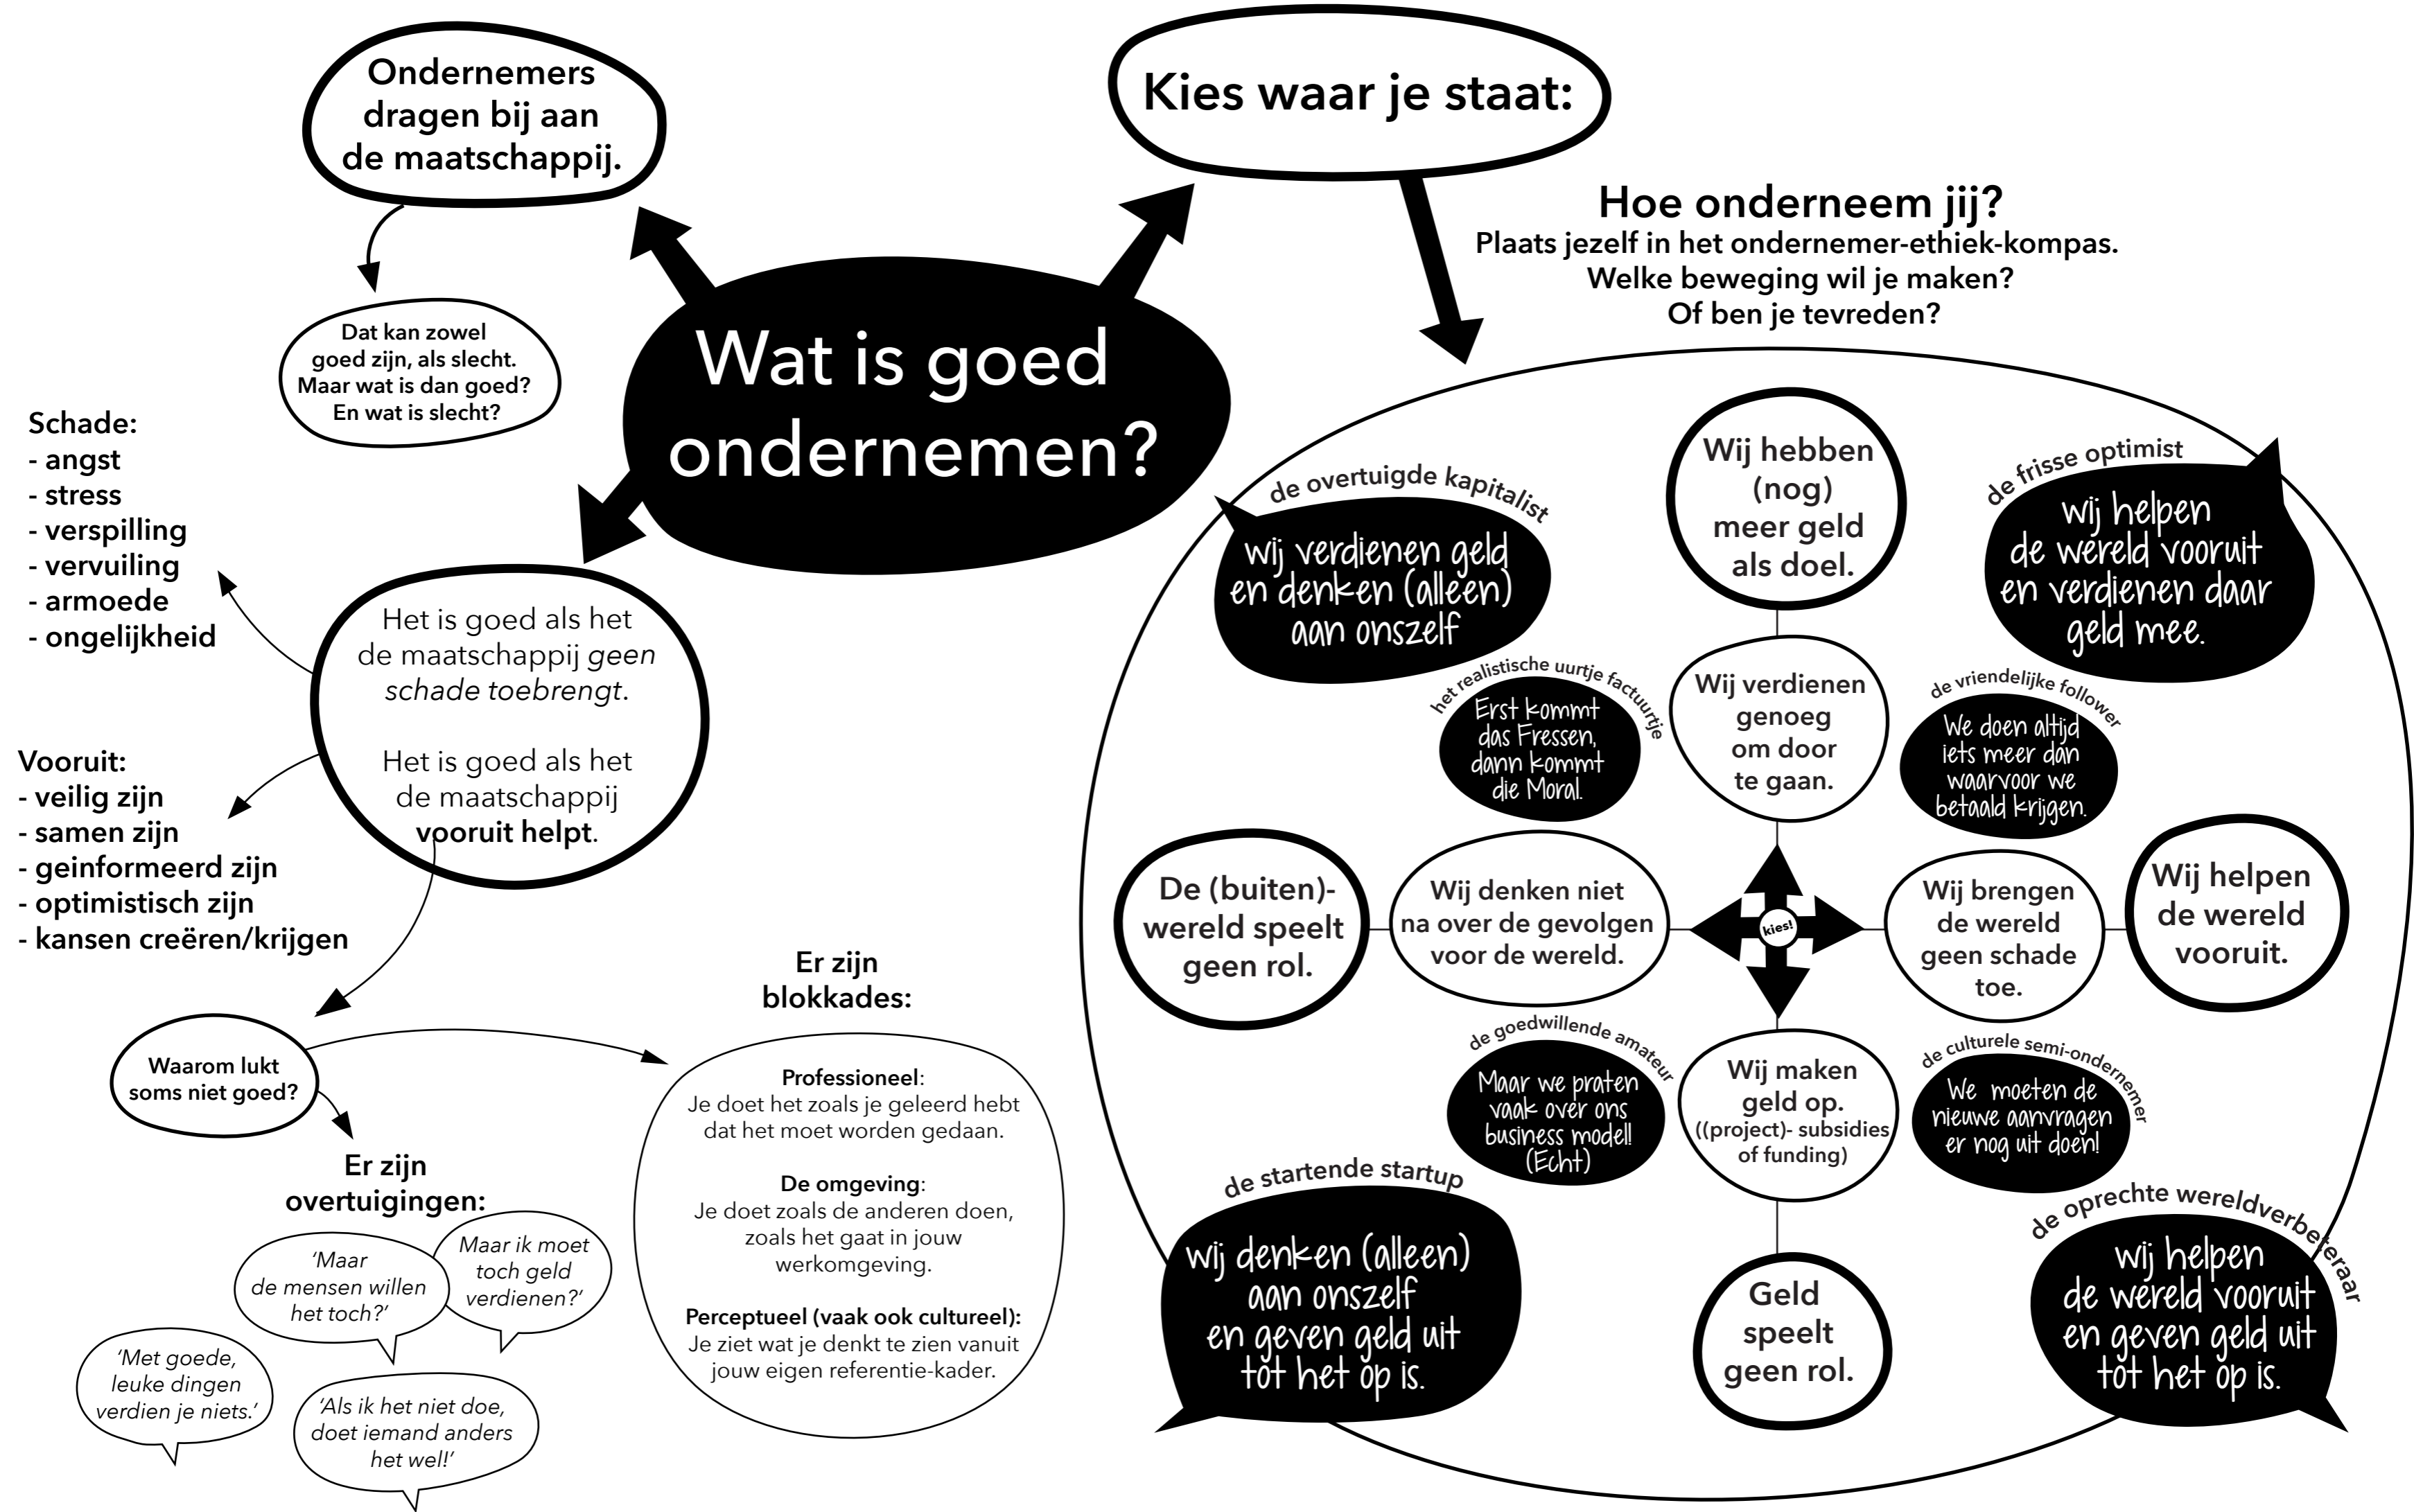 Ondernemers
dragen bij aan
de maatschappij.
Dat kan zowel
goed zijn, als slecht.
Maar wat is dan goed?
En wat is slecht?
Wat is goed
ondernemen?
Schade:
- angst
- stress
- verspilling
- vervuiling
- armoede
- ongelijkheid
Het is goed als het
de maatschappij geen
schade toebrengt.
Het is goed als het
de maatschappij
vooruit helpt.
Vooruit:
- veilig zijn
- samen zijn
- geinformeerd zijn
- optimistisch zijn
- kansen creëren/krijgen
Waarom lukt
soms niet goed?
Er zijn
overtuigingen:
'Maar
de mensen willen
het toch?'
Maar ik moet
toch geld
verdienen?'
'Met goede,
leuke dingen
verdien je niets.'
'Als ik het niet doe,
doet iemand anders
het wel!'
Er zijn
blokkades:
Professioneel:
Je doet het zoals je geleerd hebt
dat het moet worden gedaan.
De omgeving:
Je doet zoals de anderen doen,
zoals het gaat in jouw
werkomgeving.
Perceptueel (vaak ook cultureel):
Je ziet wat je denkt te zien vanuit
jouw eigen referentie-kader.
Kies waar je staat:
Hoe onderneem jij?
Plaats jezelf in het ondernemer-ethiek-kompas.
Welke beweging wil je maken?
Of ben je tevreden?
de overtuigde kapitalist
wij verdienen geld
en denken (alleen)
aan onszelf
Wij hebben
(nog)
meer geld
als doel.
de frisse optimist
wij helpen
de wereld vooruit
en verdienen daar
geld mee.
het realistische uurtje factuurtje
Erst kommt
das Fressen,
dann kommt
die Moral.
Wij verdienen
genoeg
om door
te gaan.
de vriendelijke follower
We doen altijd
iets meer dan
waarvoor we
betaald krijgen.
De (buiten)-
wereld speelt
geen rol.
Wij denken niet
na over de gevolgen
voor de wereld.
kies!
Wij brengen
de wereld
geen schade
toe.
Wij helpen
de wereld
vooruit.
de goedwillende amateur
Maar we praten
vaak over ons
business model!
(Echt)
Wij maken
geld op.
((project)- subsidies
of funding)
de culturele semi-ondernemer
We moeten de
nieuwe aanvragen
er nog uit doen!
de startende startup
wij denken (alleen)
aan onszelf
en geven geld uit
tot het op is.
Geld
speelt
geen rol.
de oprechte wereldverbeteraar
wij helpen
de wereld vooruit
en geven geld uit
tot het op is.